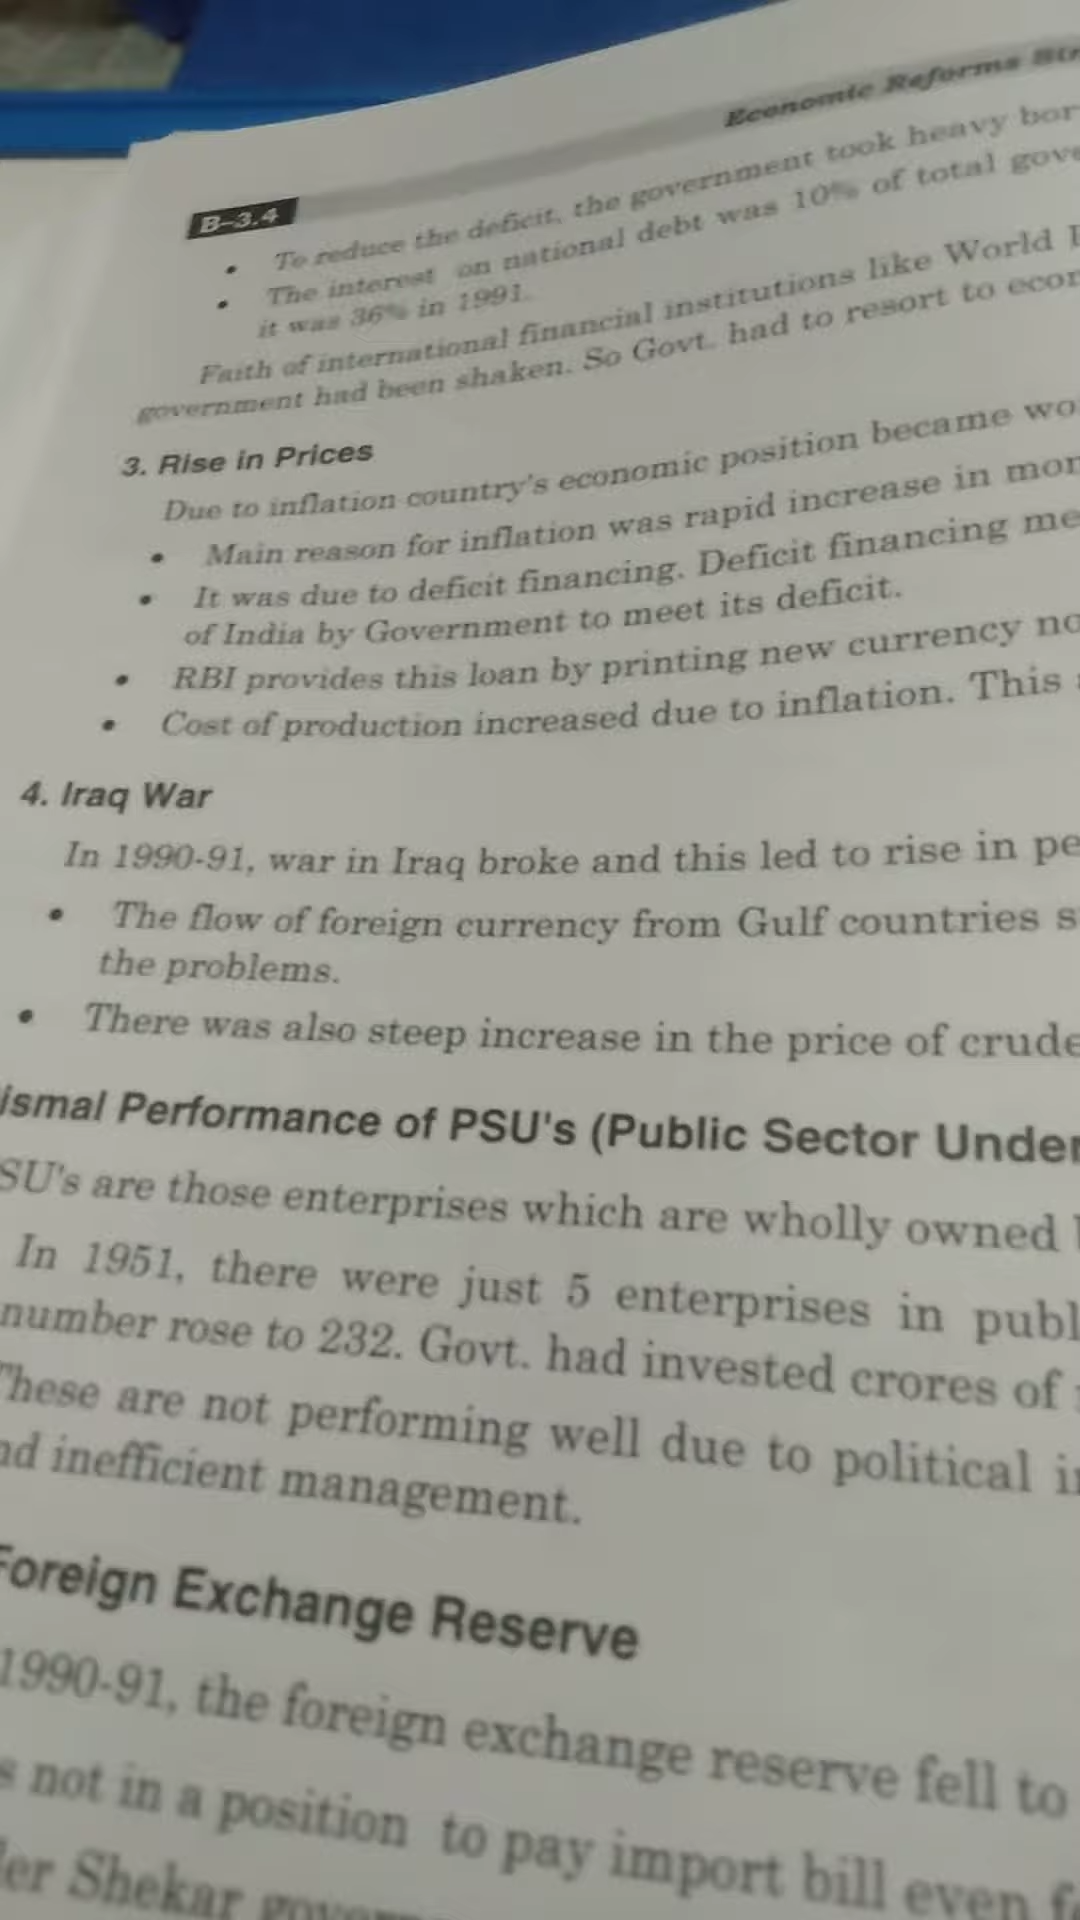 Economic Reforms
B–3.4
• To reduce the deficit, the government took heavy bor
• The interest on national debt was 10% of total gove
it was 36% in 1991.
Faith of international financial institutions like World
government had been shaken. So Govt. had to resort to econ
3. Rise in Prices
Due to inflation country's economic position became wo
• Main reason for inflation was rapid increase in mon
• It was due to deficit financing. Deficit financing me
of India by Government to meet its deficit.
• RBI provides this loan by printing new currency no
• Cost of production increased due to inflation. This
4. Iraq War
In 1990-91, war in Iraq broke and this led to rise in pe
• The flow of foreign currency from Gulf countries s
the problems.
• There was also steep increase in the price of crude
ismal Performance of PSU's (Public Sector Under
SU's are those enterprises which are wholly owned
In 1951, there were just 5 enterprises in publ
number rose to 232. Govt. had invested crores of
These are not performing well due to political in
nd inefficient management.
Foreign Exchange Reserve
1990-91, the foreign exchange reserve fell to
s not in a position to pay import bill even f
der Shekar govern